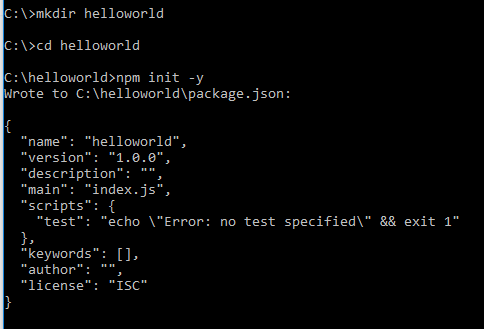 C:\>mkdir helloworld
C:\>cd helloworld
C:\helloworld>npm init -y
Wrote to C:\helloworld\package.json:
{
  "name": "helloworld",
  "version": "1.0.0",
  "description": "",
  "main": "index.js",
  "scripts": {
    "test": "echo \"Error: no test specified\" && exit 1"
  },
  "keywords": [],
  "author": "",
  "license": "ISC"
}